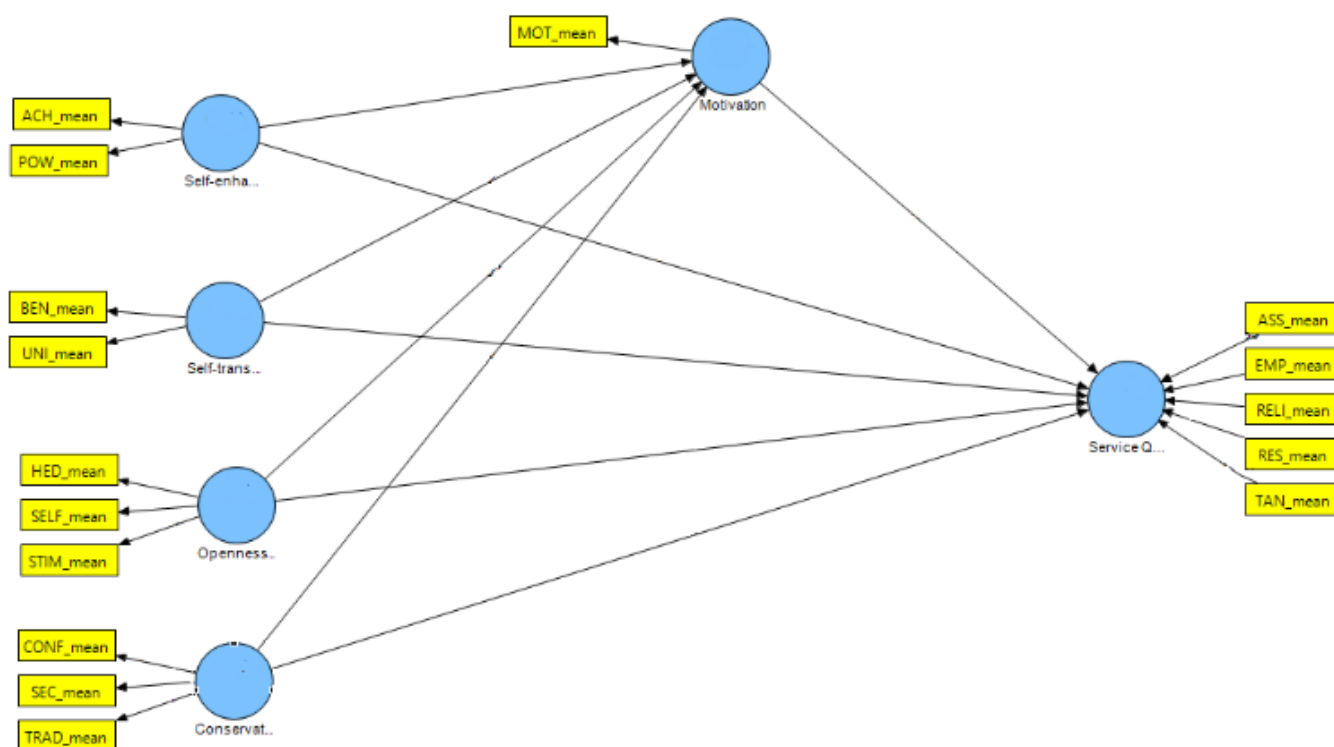 MOT_mean
Motivation
ACH_mean
POW_mean
Self-enha...
BEN_mean
UNI_mean
Self-trans...
HED_mean
SELF_mean
STIM_mean
Openness..
CONF_mean
SEC_mean
TRAD_mean
Conservat..
ASS_mean
EMP_mean
RELI_mean
RES_mean
TAN_mean
Service Q...